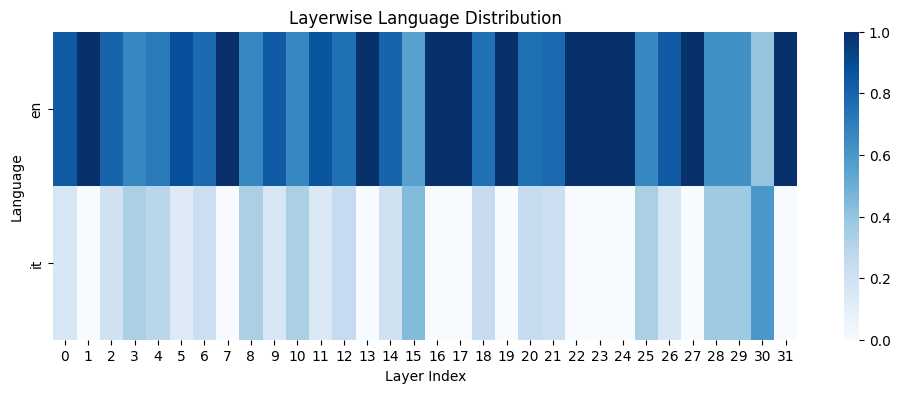 Layerwise Language Distribution
Language
en
it
0 1 2 3 4 5 6 7 8 9 10 11 12 13 14 15 16 17 18 19 20 21 22 23 24 25 26 27 28 29 30 31
Layer Index
1.0
0.8
0.6
0.4
0.2
0.0